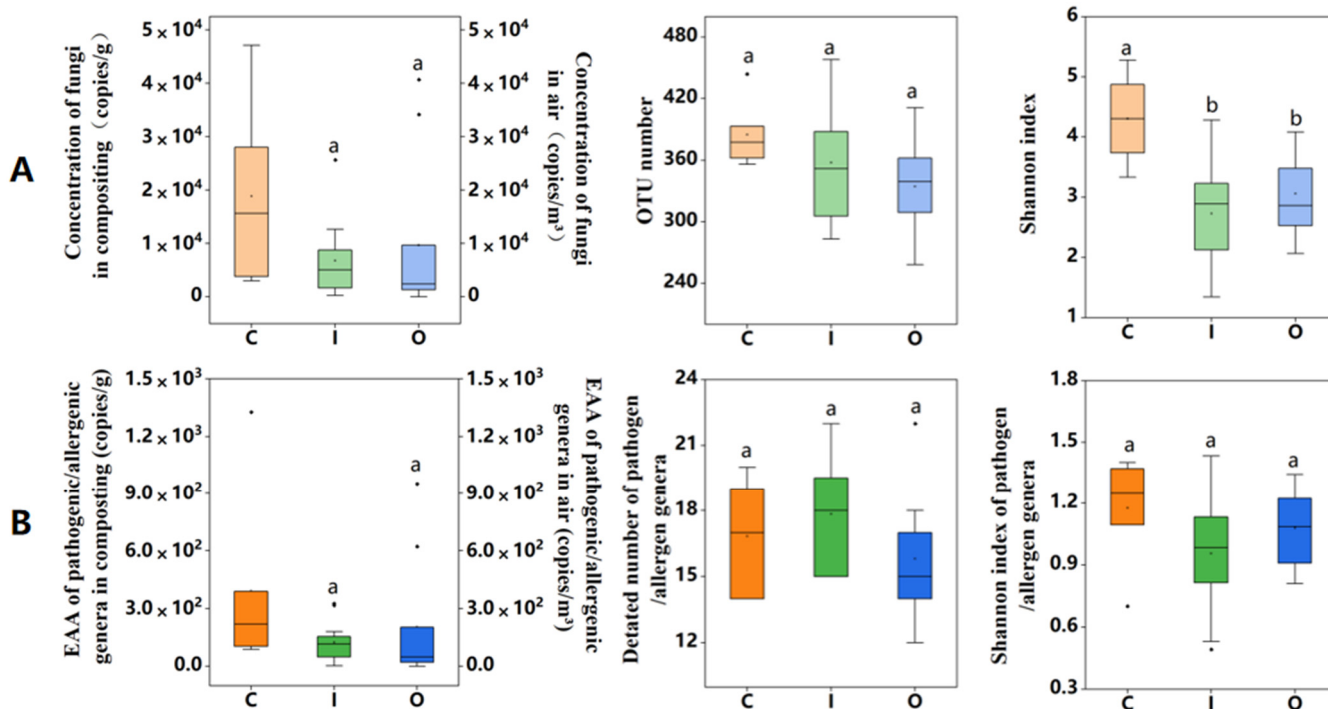 A
Concentration of fungi
in compositing（copies/g）
5×10⁴
4×10⁴
3×10⁴
2×10⁴
1×10⁴
0
a
a
C
I
O
5×10⁴
4×10⁴
3×10⁴
2×10⁴
1×10⁴
0
Concentration of fungi
in air（copies/m³）
OTU number
480
420
360
300
240
a
a
a
C
I
O
Shannon index
6
5
4
3
2
1
a
b
b
C
I
O
B
EAA of pathogenic/allergenic
genera in composting (copies/g)
1.5×10³
1.2×10³
9.0×10²
6.0×10²
3.0×10²
0.0
a
a
C
I
O
1.5×10³
1.2×10³
9.0×10²
6.0×10²
3.0×10²
0.0
EAA of pathogenic/allergenic
genera in air (copies/m³)
Detated number of pathogen
/allergen genera
24
21
18
15
12
a
a
a
C
I
O
Shannon index of pathogen
/allergen genera
1.8
1.5
1.2
0.9
0.6
0.3
a
a
a
C
I
O